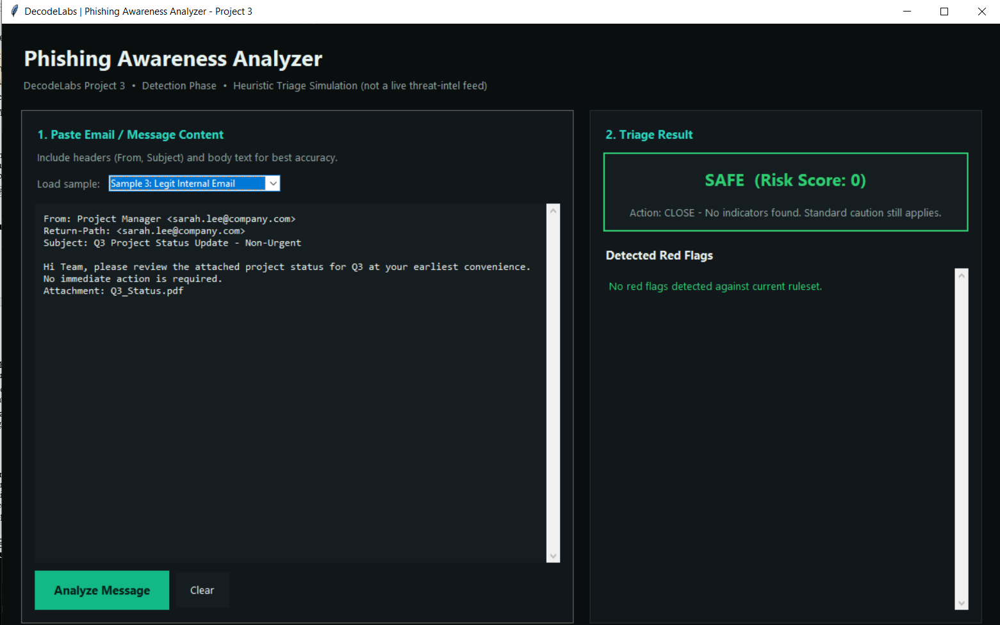 DecodeLabs | Phishing Awareness Analyzer - Project 3
Phishing Awareness Analyzer
DecodeLabs Project 3 • Detection Phase • Heuristic Triage Simulation (not a live threat-intel feed)
1. Paste Email / Message Content
Include headers (From, Subject) and body text for best accuracy.
Load sample: Sample 3: Legit Internal Email
From: Project Manager <sarah.lee@company.com>
Return-Path: <sarah.lee@company.com>
Subject: Q3 Project Status Update - Non-Urgent
Hi Team, please review the attached project status for Q3 at your earliest convenience.
No immediate action is required.
Attachment: Q3_Status.pdf
Analyze Message
Clear
2. Triage Result
SAFE (Risk Score: 0)
Action: CLOSE - No indicators found. Standard caution still applies.
Detected Red Flags
No red flags detected against current ruleset.